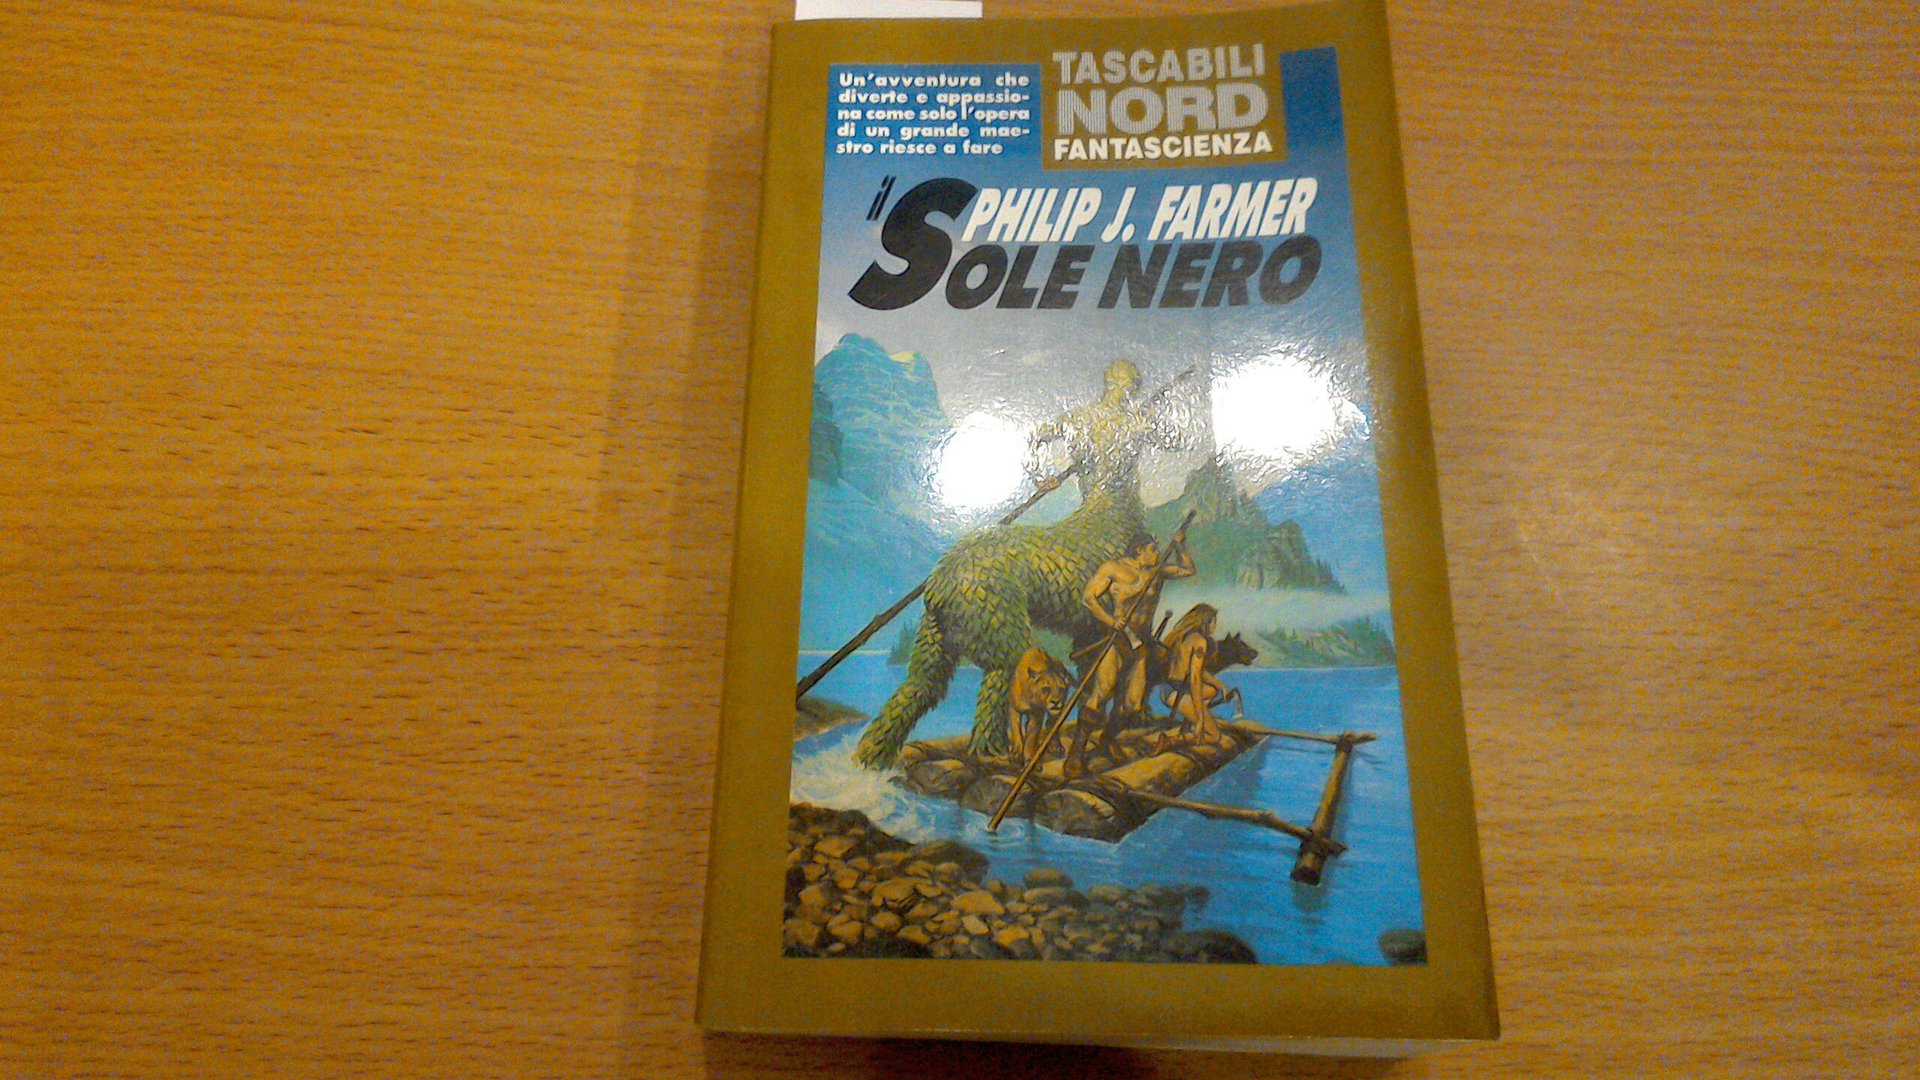 Un'avventura che
diverte e appassio-
na come solo l'opera
di un grande mae-
stro riesce a fare
TASCABILI
NORD
FANTASCIENZA
PHILIP J. FARMER
il SOLE NERO